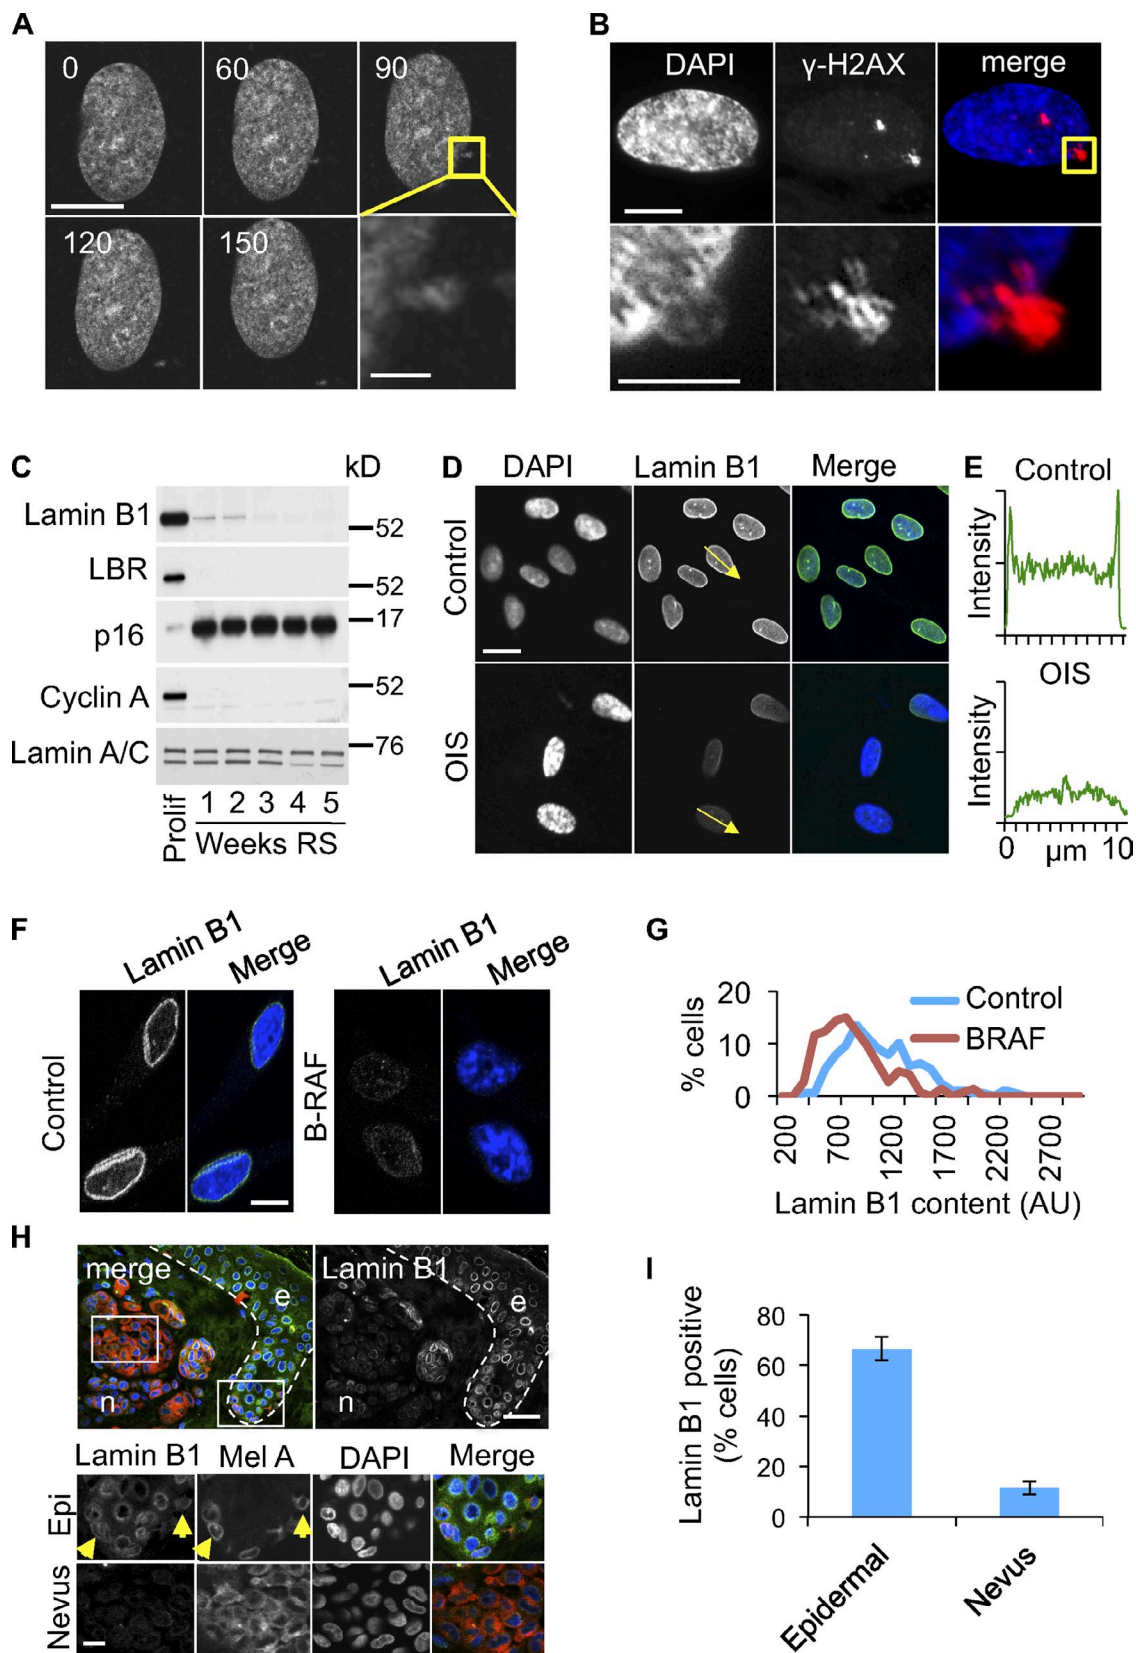 A
0
60
90
120
150
B
DAPI
γ-H2AX
merge
C
kD
Lamin B1
52
LBR
52
p16
17
Cyclin A
52
Lamin A/C
76
Prolif
1 2 3 4 5
Weeks RS
D
DAPI
Lamin B1
Merge
Control
OIS
E
Control
Intensity
OIS
Intensity
0 µm 10
F
Lamin B1
Merge
Lamin B1
Merge
Control
B-RAF
G
% cells
20
10
0
Control
BRAF
200
700
1200
1700
2200
2700
Lamin B1 content (AU)
H
merge
e
n
Lamin B1
e
n
Lamin B1
Mel A
DAPI
Merge
Epi
Nevus
I
Lamin B1 positive
(% cells)
80
60
40
20
0
Epidermal
Nevus